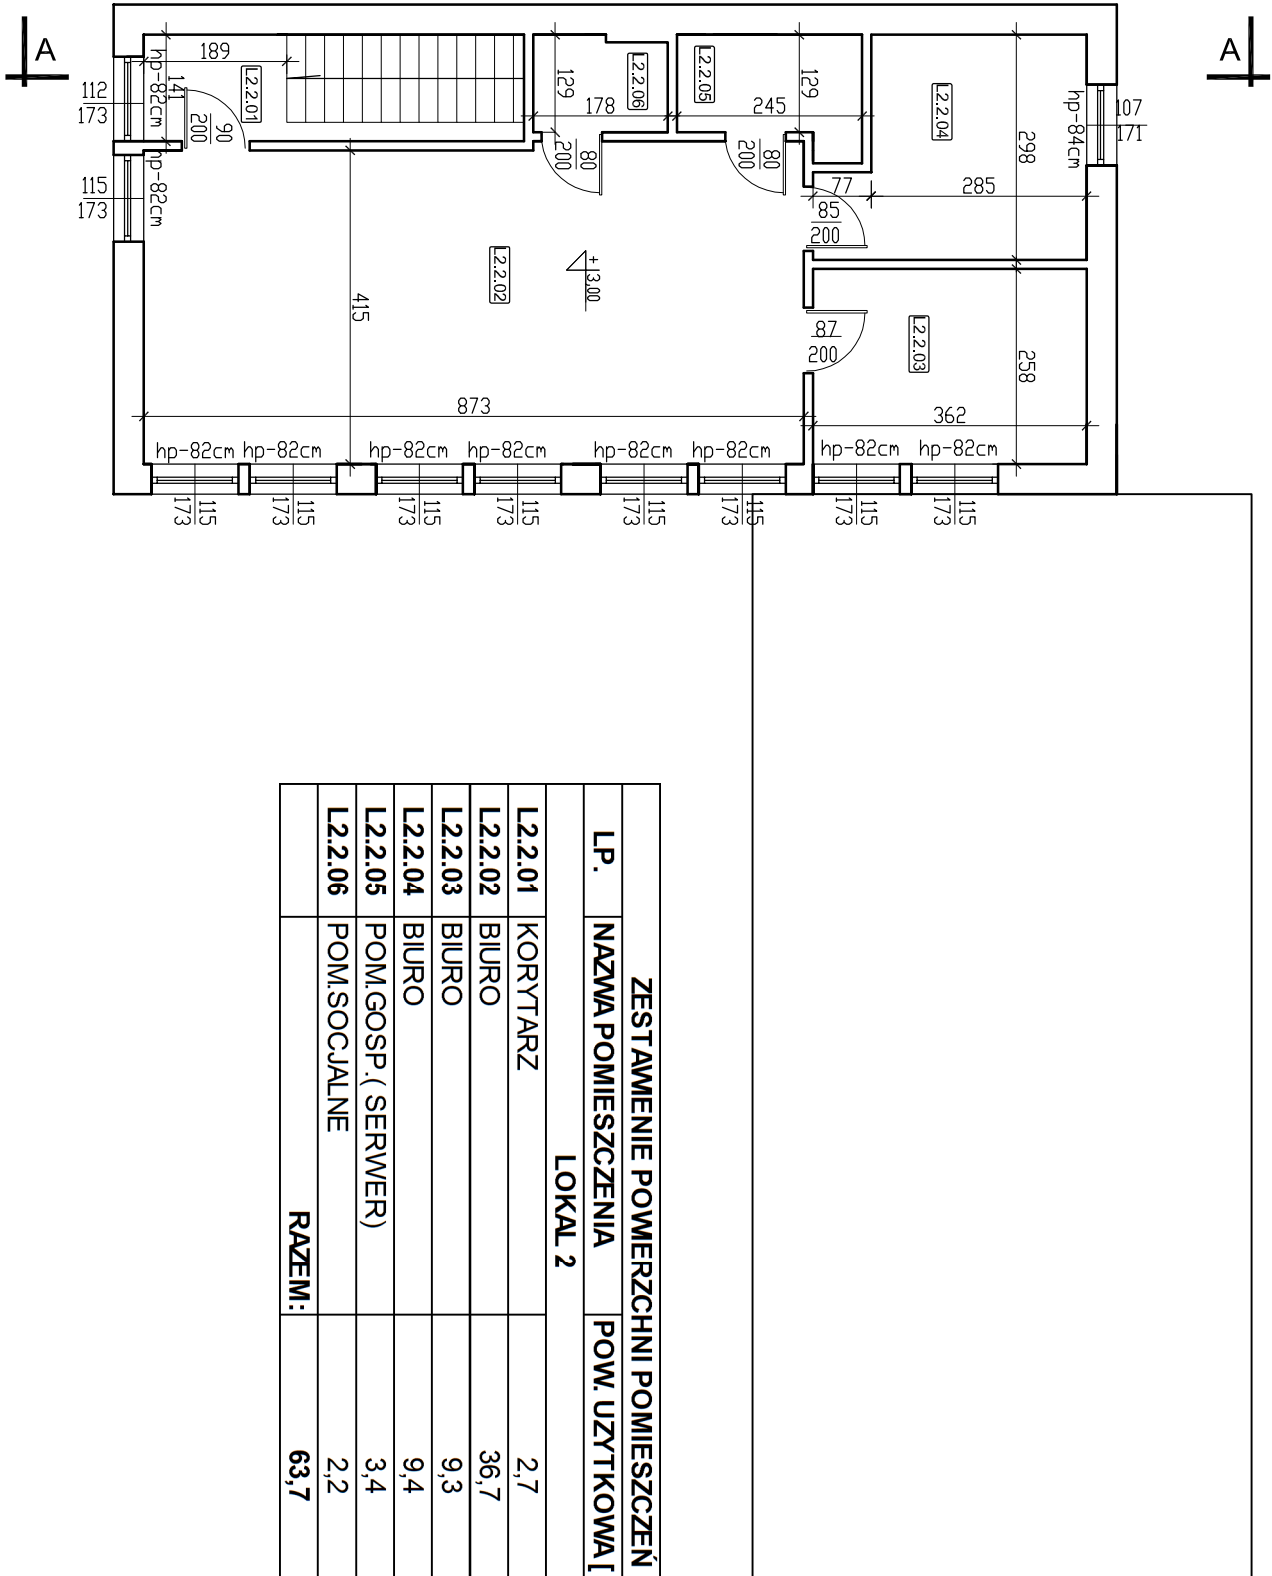 A
A
189
141
hp-82cm
L2.2.01
112
173
90
200
hp-82cm
115
173
129
178
L2.2.06
80
200
L2.2.05
245
129
80
200
L2.2.04
298
hp-84cm
107
171
77
285
85
200
L2.2.02
+13,00
415
87
200
L2.2.03
258
873
362
hp-82cm hp-82cm hp-82cm hp-82cm hp-82cm hp-82cm hp-82cm hp-82cm
115 115 115 115 115 115 115 115
173 173 173 173 173 173 173 173
ZESTAWIENIE POWIERZCHNI POMIESZCZEŃ
LP. NAZWA POMIESZCZENIA POW. UZYTKOWA [
LOKAL 2
L2.2.01 KORYTARZ 2,7
L2.2.02 BIURO 36,7
L2.2.03 BIURO 9,3
L2.2.04 BIURO 9,4
L2.2.05 POM.GOSP.( SERWER) 3,4
L2.2.06 POM.SOCJALNE 2,2
RAZEM: 63,7